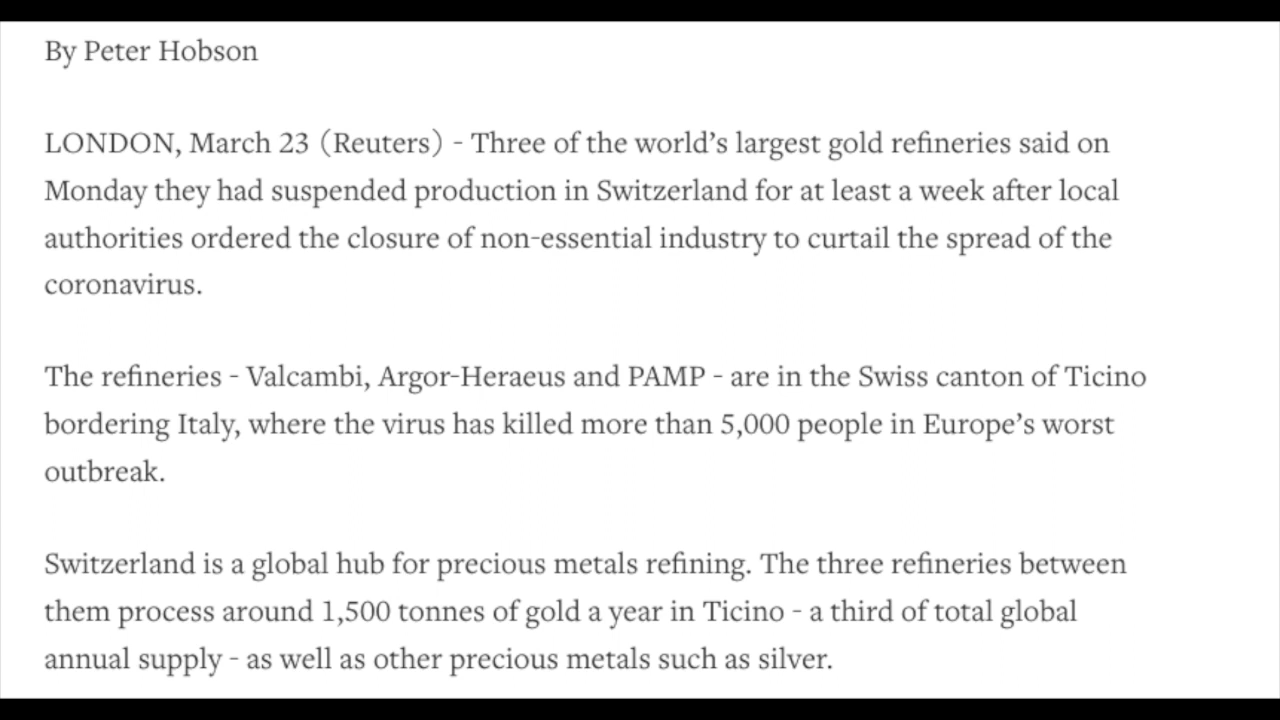 By Peter Hobson
LONDON, March 23 (Reuters) - Three of the world’s largest gold refineries said on
Monday they had suspended production in Switzerland for at least a week after local
authorities ordered the closure of non-essential industry to curtail the spread of the
coronavirus.
The refineries - Valcambi, Argor-Heraeus and PAMP - are in the Swiss canton of Ticino
bordering Italy, where the virus has killed more than 5,000 people in Europe’s worst
outbreak.
Switzerland is a global hub for precious metals refining. The three refineries between
them process around 1,500 tonnes of gold a year in Ticino - a third of total global
annual supply - as well as other precious metals such as silver.